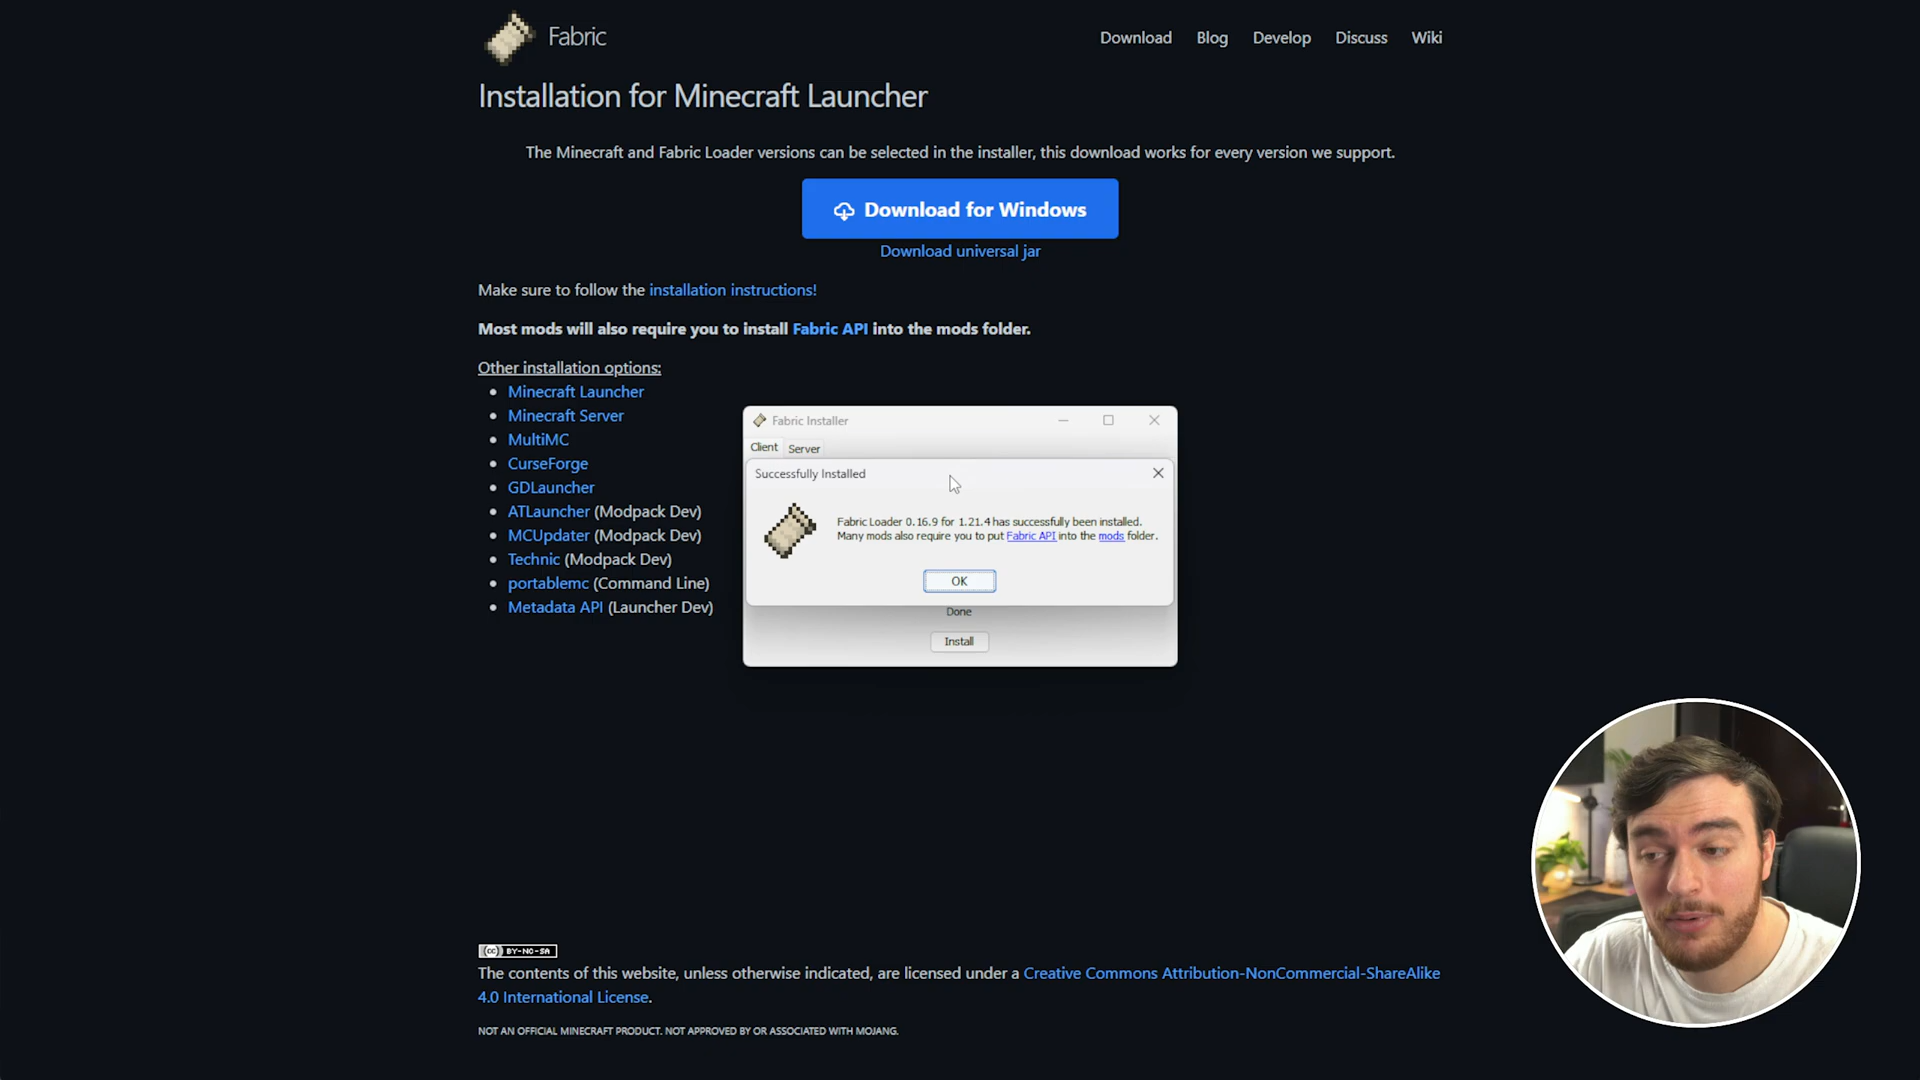 Fabric
Download Blog Develop Discuss Wiki
Installation for Minecraft Launcher
The Minecraft and Fabric Loader versions can be selected in the installer, this download works for every version we support.
Download for Windows
Download universal jar
Make sure to follow the installation instructions!
Most mods will also require you to install Fabric API into the mods folder.
Other installation options:
Minecraft Launcher
Minecraft Server
MultiMC
CurseForge
GDLauncher
ATLauncher (Modpack Dev)
MCUpdater (Modpack Dev)
Technic (Modpack Dev)
portablemc (Command Line)
Metadata API (Launcher Dev)
Fabric Installer
Client Server
Successfully Installed
Fabric Loader 0.16.9 for 1.21.4 has successfully been installed.
Many mods also require you to put Fabric API into the mods folder.
OK
Done
Install
(cc) BY-NC-SA
The contents of this website, unless otherwise indicated, are licensed under a Creative Commons Attribution-NonCommercial-ShareAlike
4.0 International License.
NOT AN OFFICIAL MINECRAFT PRODUCT. NOT APPROVED BY OR ASSOCIATED WITH MOJANG.